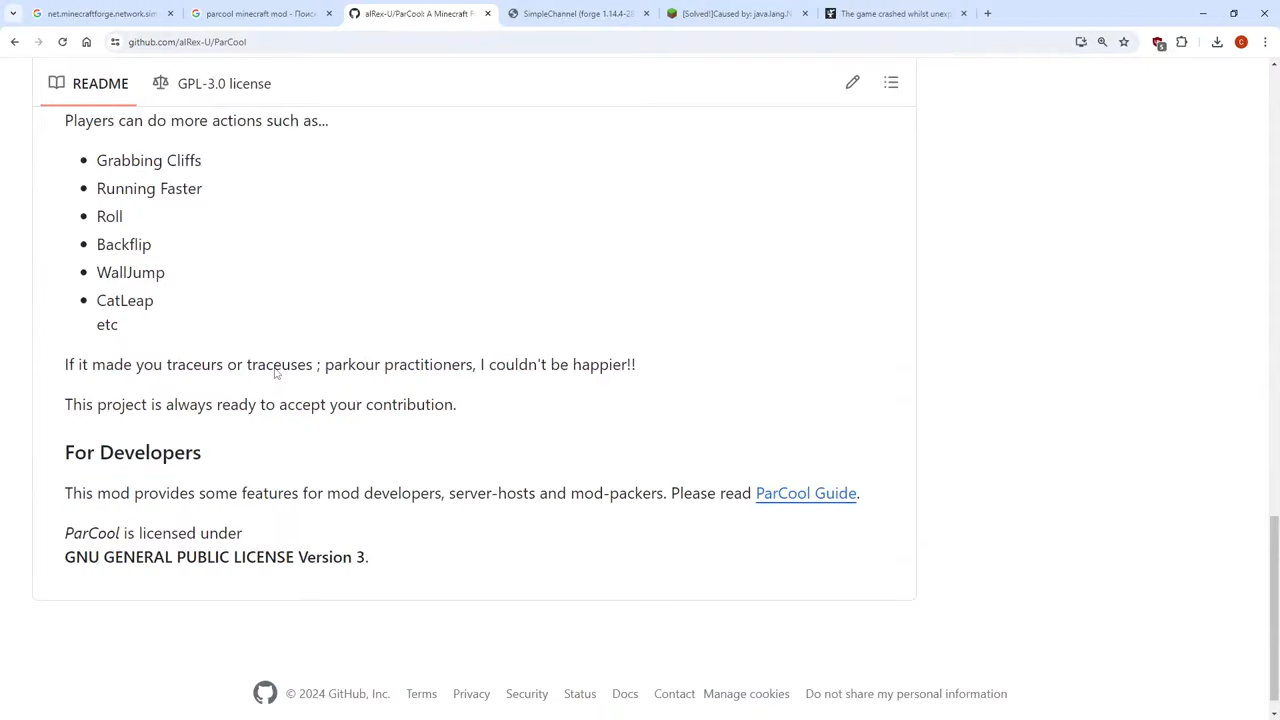 net.minecraftforge.network.sim
parcool minecraft mod - Поиск
alRex-U/ParCool: A Minecraft F
SimpleChannel (forge 1.14.4-28
[Solved!]Caused by: java.lang.N
The game crashed whilst unexp
github.com/alRex-U/ParCool
README
GPL-3.0 license
Players can do more actions such as...
Grabbing Cliffs
Running Faster
Roll
Backflip
WallJump
CatLeap
etc
If it made you traceurs or traceuses ; parkour practitioners, I couldn't be happier!!
This project is always ready to accept your contribution.
For Developers
This mod provides some features for mod developers, server-hosts and mod-packers. Please read ParCool Guide.
ParCool is licensed under
GNU GENERAL PUBLIC LICENSE Version 3.
© 2024 GitHub, Inc. Terms Privacy Security Status Docs Contact Manage cookies Do not share my personal information